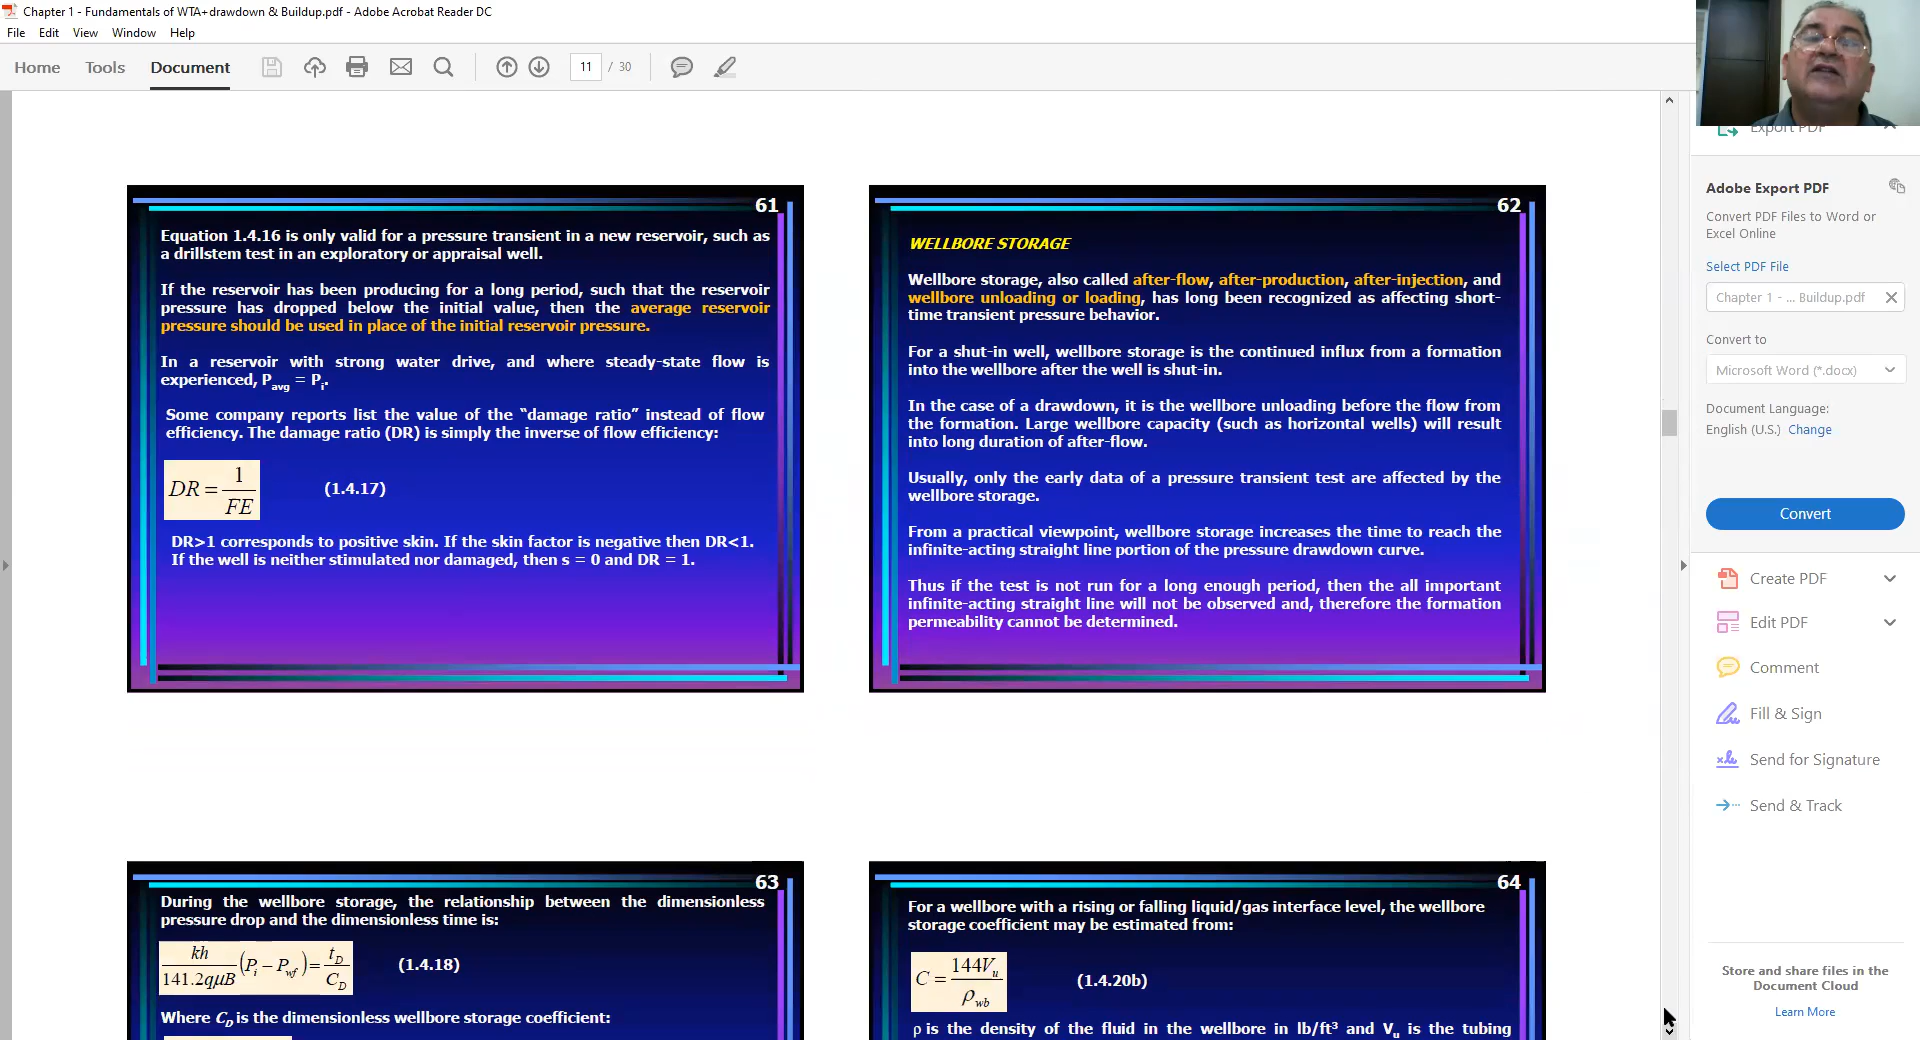 Chapter 1 - Fundamentals of WTA+drawdown & Buildup.pdf - Adobe Acrobat Reader DC
File Edit View Window Help
Home Tools Document 11 / 30
61
Equation 1.4.16 is only valid for a pressure transient in a new reservoir, such as
a drillstem test in an exploratory or appraisal well.
If the reservoir has been producing for a long period, such that the reservoir
pressure has dropped below the initial value, then the average reservoir
pressure should be used in place of the initial reservoir pressure.
In a reservoir with strong water drive, and where steady-state flow is
experienced, Pavg = Pi.
Some company reports list the value of the “damage ratio” instead of flow
efficiency. The damage ratio (DR) is simply the inverse of flow efficiency:
DR = 1/FE (1.4.17)
DR>1 corresponds to positive skin. If the skin factor is negative then DR<1.
If the well is neither stimulated nor damaged, then s = 0 and DR = 1.
62
WELLBORE STORAGE
Wellbore storage, also called after-flow, after-production, after-injection, and
wellbore unloading or loading, has long been recognized as affecting short-
time transient pressure behavior.
For a shut-in well, wellbore storage is the continued influx from a formation
into the wellbore after the well is shut-in.
In the case of a drawdown, it is the wellbore unloading before the flow from
the formation. Large wellbore capacity (such as horizontal wells) will result
into long duration of after-flow.
Usually, only the early data of a pressure transient test are affected by the
wellbore storage.
From a practical viewpoint, wellbore storage increases the time to reach the
infinite-acting straight line portion of the pressure drawdown curve.
Thus if the test is not run for a long enough period, then the all important
infinite-acting straight line will not be observed and, therefore the formation
permeability cannot be determined.
63
During the wellbore storage, the relationship between the dimensionless
pressure drop and the dimensionless time is:
kh/141.2qμB (Pi − Pwf) = tD/CD (1.4.18)
Where CD is the dimensionless wellbore storage coefficient:
64
For a wellbore with a rising or falling liquid/gas interface level, the wellbore
storage coefficient may be estimated from:
C = 144Vu/ρwb (1.4.20b)
ρ is the density of the fluid in the wellbore in lb/ft³ and Vu is the tubing
Export PDF
Adobe Export PDF
Convert PDF Files to Word or
Excel Online
Select PDF File
Chapter 1 - ... Buildup.pdf
Convert to
Microsoft Word (*.docx)
Document Language:
English (U.S.) Change
Convert
Create PDF
Edit PDF
Comment
Fill & Sign
Send for Signature
Send & Track
Store and share files in the
Document Cloud
Learn More